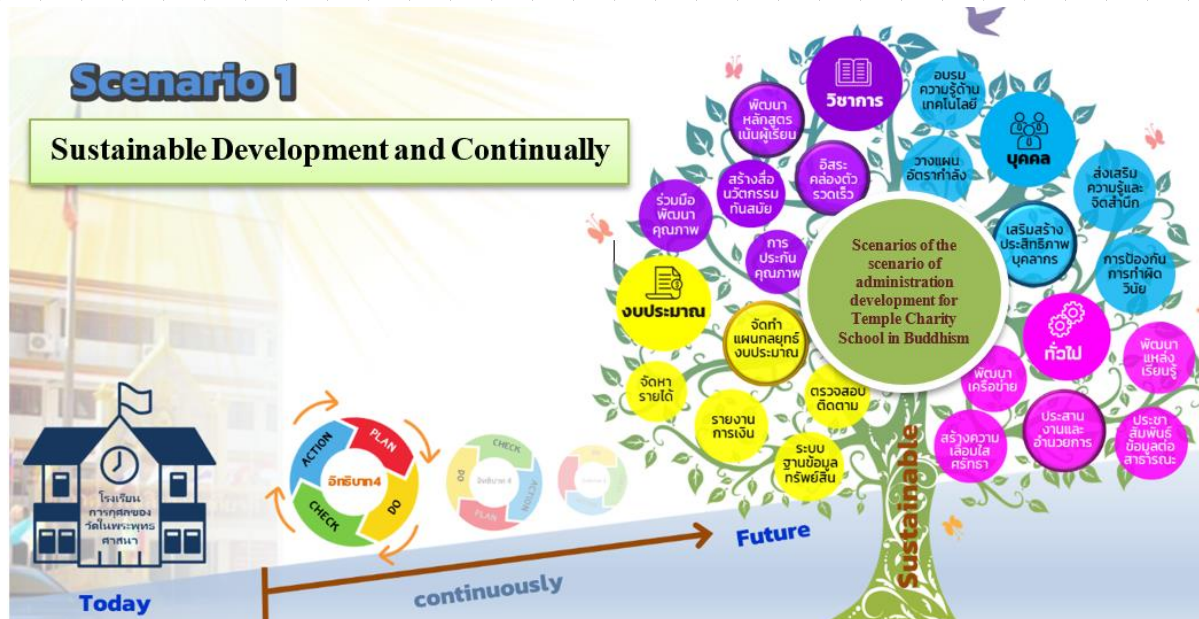 Scenario 1
Sustainable Development and Continually
วิชาการ
พัฒนา
หลักสูตร
เน้นผู้เรียน
อิสระ
คล่องตัว
รวดเร็ว
สร้างสื่อ
นวัตกรรม
ทันสมัย
ร่วมมือ
พัฒนา
คุณภาพ
การ
ประกัน
คุณภาพ
อบรม
ความรู้ด้าน
เทคโนโลยี
บุคคล
วางแผน
อัตรากำลัง
ส่งเสริม
ความรู้และ
จิตสำนึก
เสริมสร้าง
ประสิทธิภาพ
บุคลากร
การป้องกัน
การทำผิด
วินัย
Scenarios of the
scenario of
administration
development for
Temple Charity
School in Buddhism
งบประมาณ
จัดทำ
แผนกลยุทธ์
งบประมาณ
จัดหา
รายได้
รายงาน
การเงิน
ตรวจสอบ
ติดตาม
ระบบ
ฐานข้อมูล
ทรัพย์สิน
ทั่วไป
พัฒนา
เครือข่าย
พัฒนา
แหล่ง
เรียนรู้
สร้างความ
เลื่อมใส
ศรัทธา
ประสาน
งานและ
อำนวยการ
ประชา
สัมพันธ์
ข้อมูลต่อ
สาธารณะ
Sustainable
โรงเรียน
การกุศลของ
วัดในพระพุทธ
ศาสนา
Today
PLAN
DO
CHECK
ACTION
อิทธิบาท 4
CHECK
ACTION
PLAN
DO
อิทธิบาท 4
continuously
Future